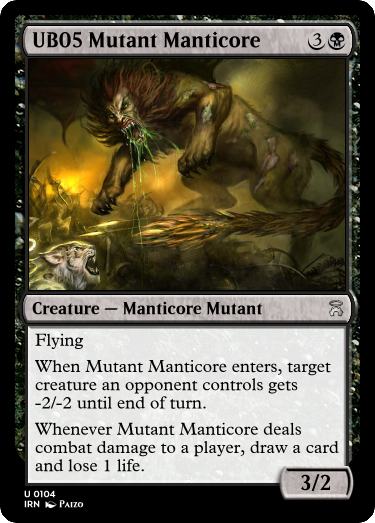 UB05 Mutant Manticore 3
Creature — Manticore Mutant
Flying
When Mutant Manticore enters, target
creature an opponent controls gets
-2/-2 until end of turn.
Whenever Mutant Manticore deals
combat damage to a player, draw a card
and lose 1 life.
3/2
U 0104
IRN Paizo